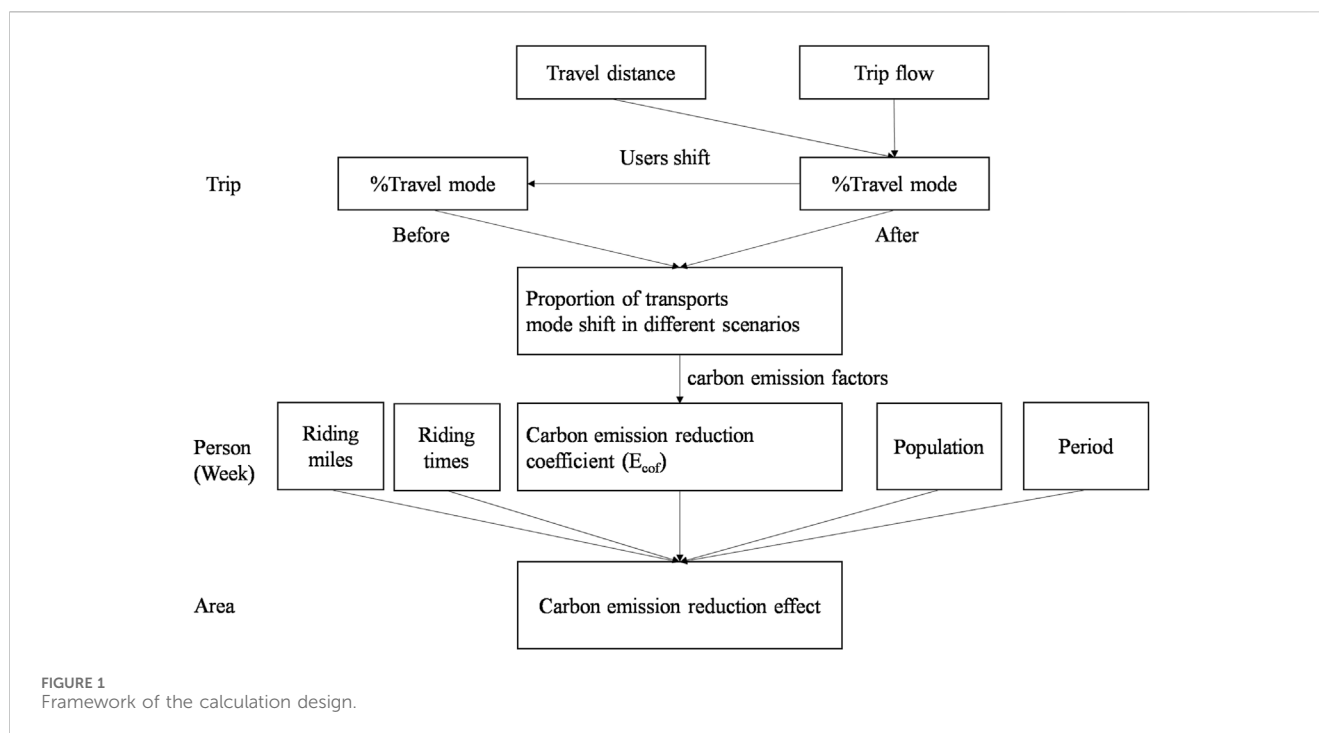 Travel distance
Trip flow
Users shift
Trip
%Travel mode
%Travel mode
Before
After
Proportion of transports
mode shift in different scenarios
carbon emission factors
Person
(Week)
Riding
miles
Riding
times
Carbon emission reduction
coefficient (Ecof)
Population
Period
Area
Carbon emission reduction effect
FIGURE 1
Framework of the calculation design.